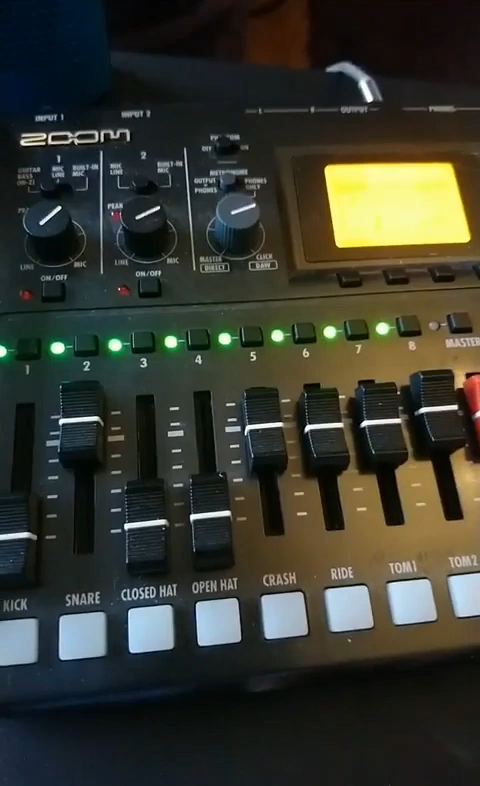 INPUT 1 INPUT 2 L R OUTPUT PHONES
ZOOM
1 2
GUITAR BASS (HI-Z) MIC LINE BUILT-IN MIC MIC LINE BUILT-IN MIC
OFF ON
METRONOME
OUTPUT + PHONES PHONES ONLY
PEAK
LINE MIC LINE MIC MASTER CLICK
DIRECT DAW
ON/OFF ON/OFF
1 2 3 4 5 6 7 8 MASTER
KICK SNARE CLOSED HAT OPEN HAT CRASH RIDE TOM1 TOM2